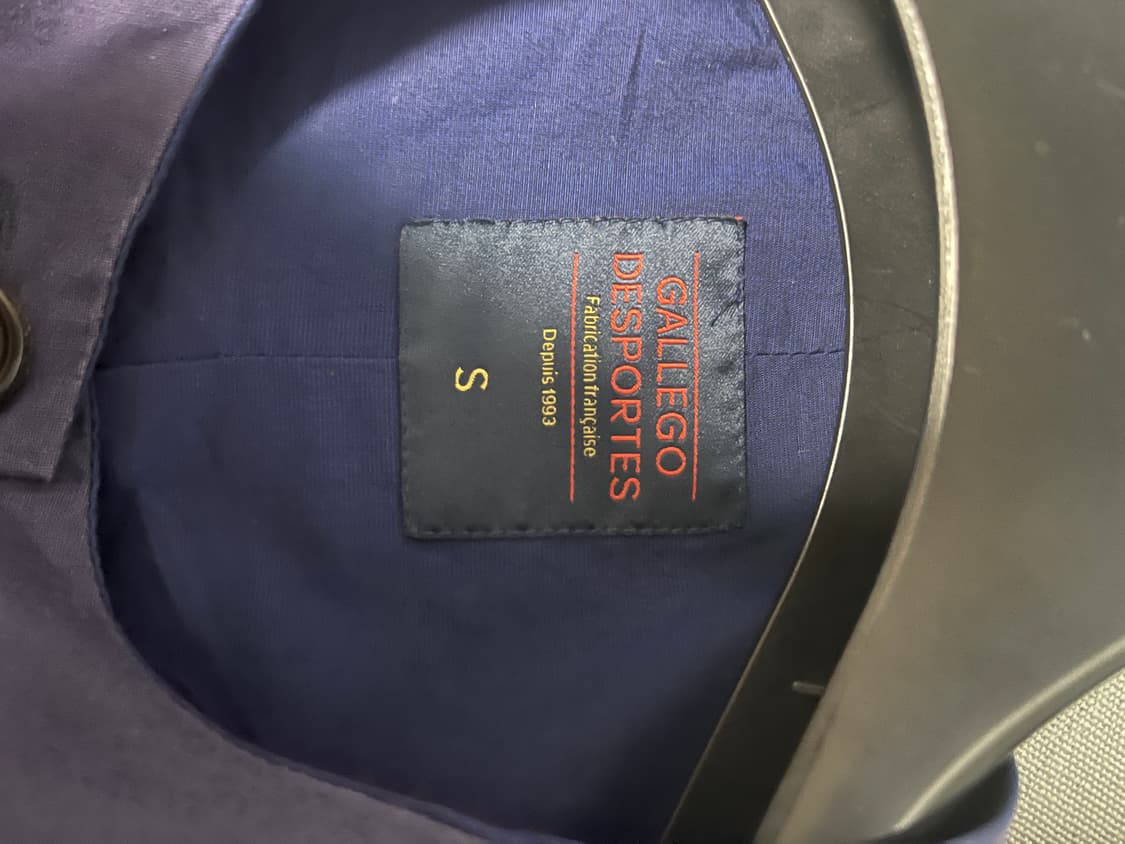 GALLEGO
DESPORTES
Fabrication française
Depuis 1993
S